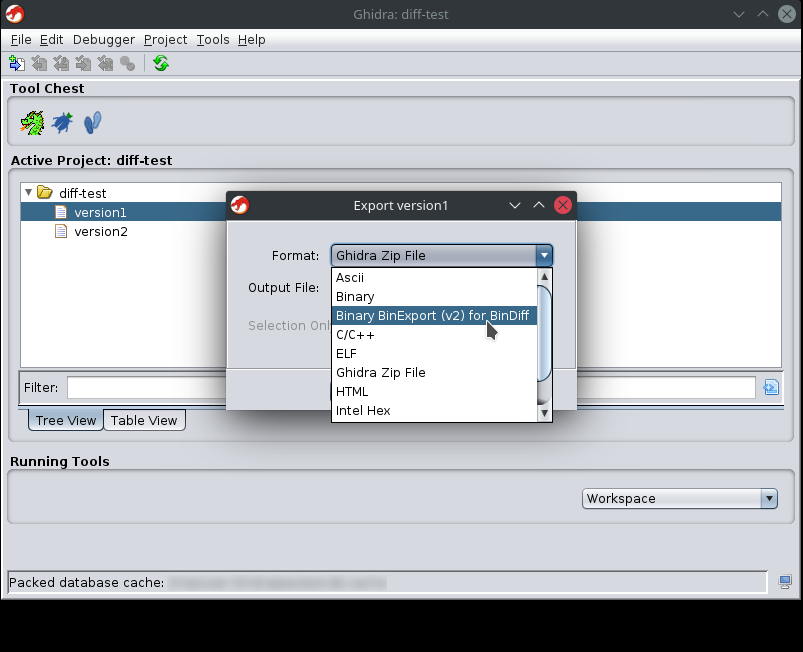 Ghidra: diff-test
File Edit Debugger Project Tools Help
Tool Chest
Active Project: diff-test
diff-test
version1
version2
Export version1
Format: Ghidra Zip File
Output File:
Selection Onl
Ascii
Binary
Binary BinExport (v2) for BinDiff
C/C++
ELF
Ghidra Zip File
HTML
Intel Hex
Filter:
Tree View Table View
Running Tools
Workspace
Packed database cache: